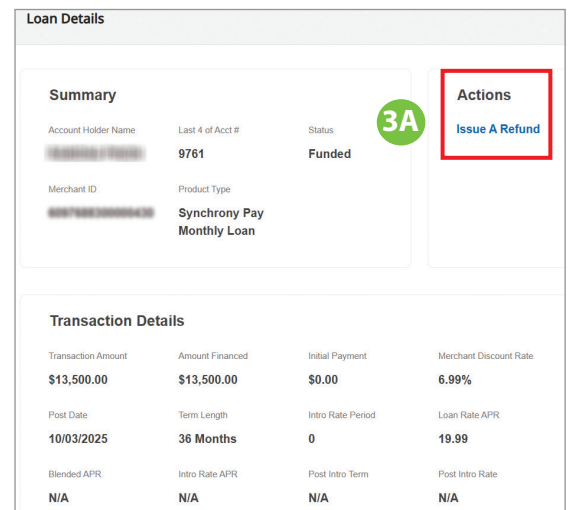 Loan Details
Summary
Account Holder Name Last 4 of Acct # Status
9761 Funded
Merchant ID Product Type
Synchrony Pay
Monthly Loan
3A
Actions
Issue A Refund
Transaction Details
Transaction Amount Amount Financed Initial Payment Merchant Discount Rate
$13,500.00 $13,500.00 $0.00 6.99%
Post Date Term Length Intro Rate Period Loan Rate APR
10/03/2025 36 Months 0 19.99
Blended APR Intro Rate APR Post Intro Term Post Intro Rate
N/A N/A N/A N/A